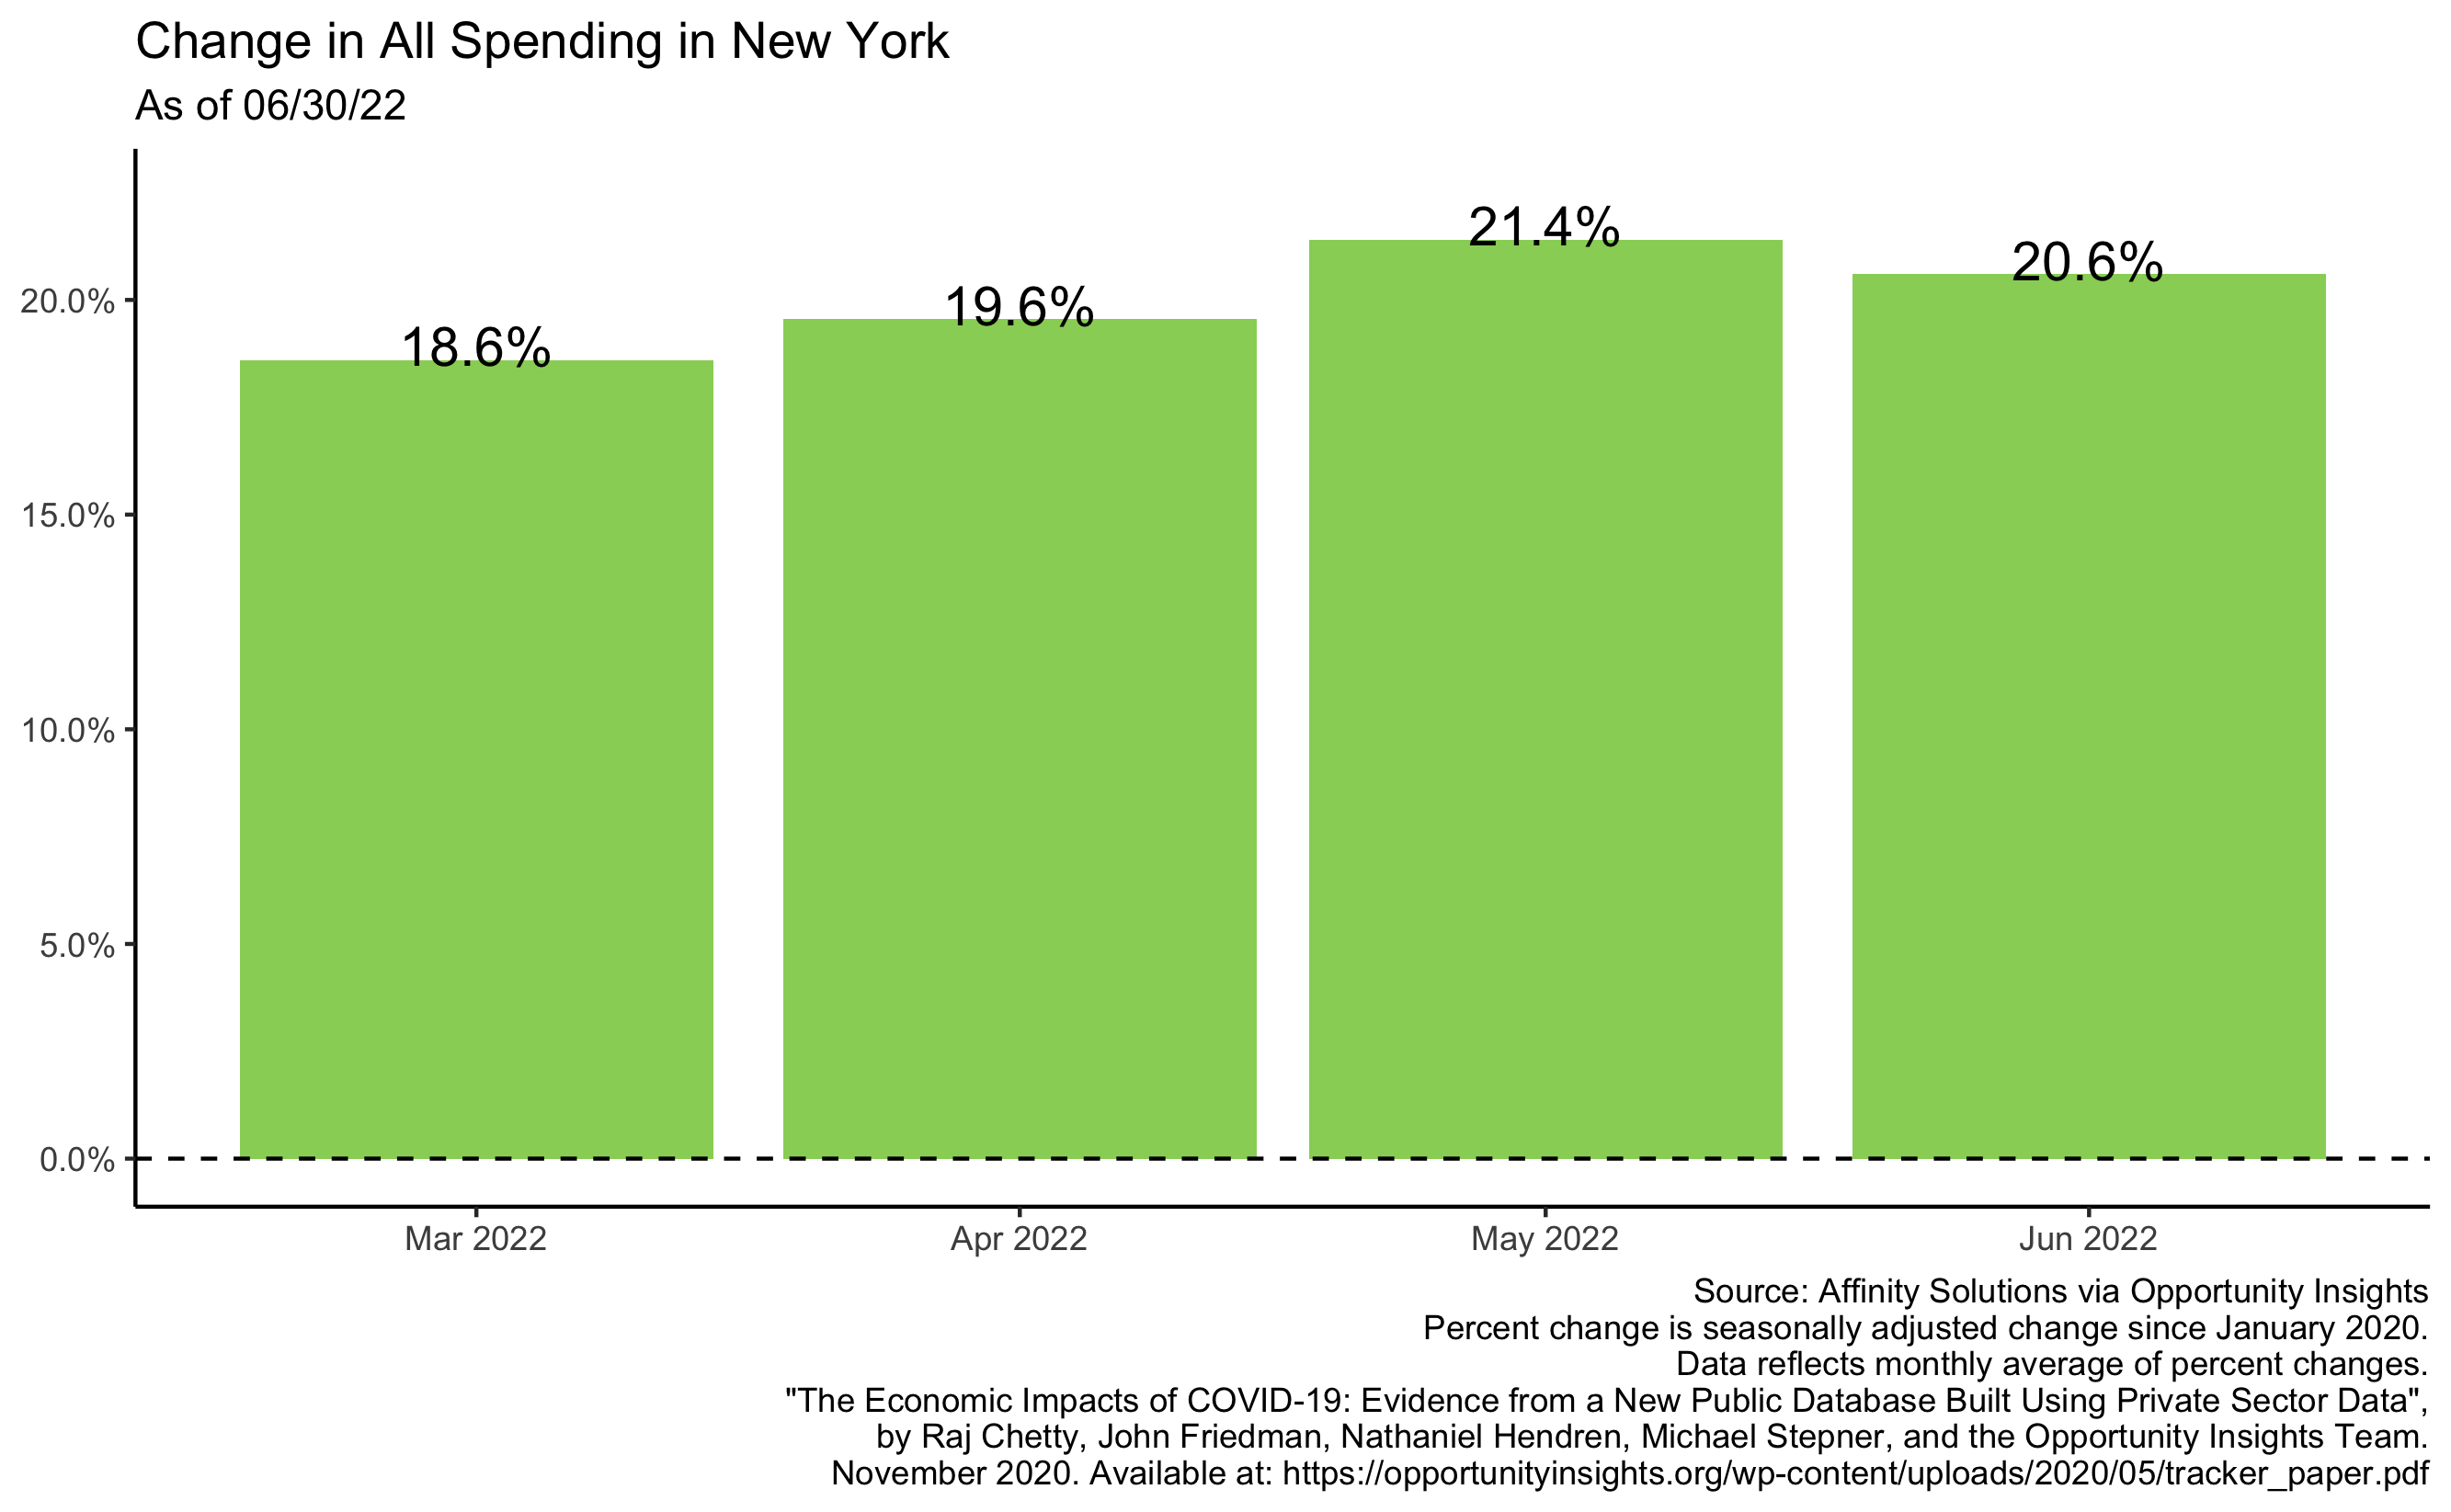 Change in All Spending in New York
As of 06/30/22
21.4%
20.6%
19.6%
18.6%
20.0%
15.0%
10.0%
5.0%
0.0%
Mar 2022
Apr 2022
May 2022
Jun 2022
Source: Affinity Solutions via Opportunity Insights
Percent change is seasonally adjusted change since January 2020.
Data reflects monthly average of percent changes.
"The Economic Impacts of COVID-19: Evidence from a New Public Database Built Using Private Sector Data",
by Raj Chetty, John Friedman, Nathaniel Hendren, Michael Stepner, and the Opportunity Insights Team.
November 2020. Available at: https://opportunityinsights.org/wp-content/uploads/2020/05/tracker_paper.pdf